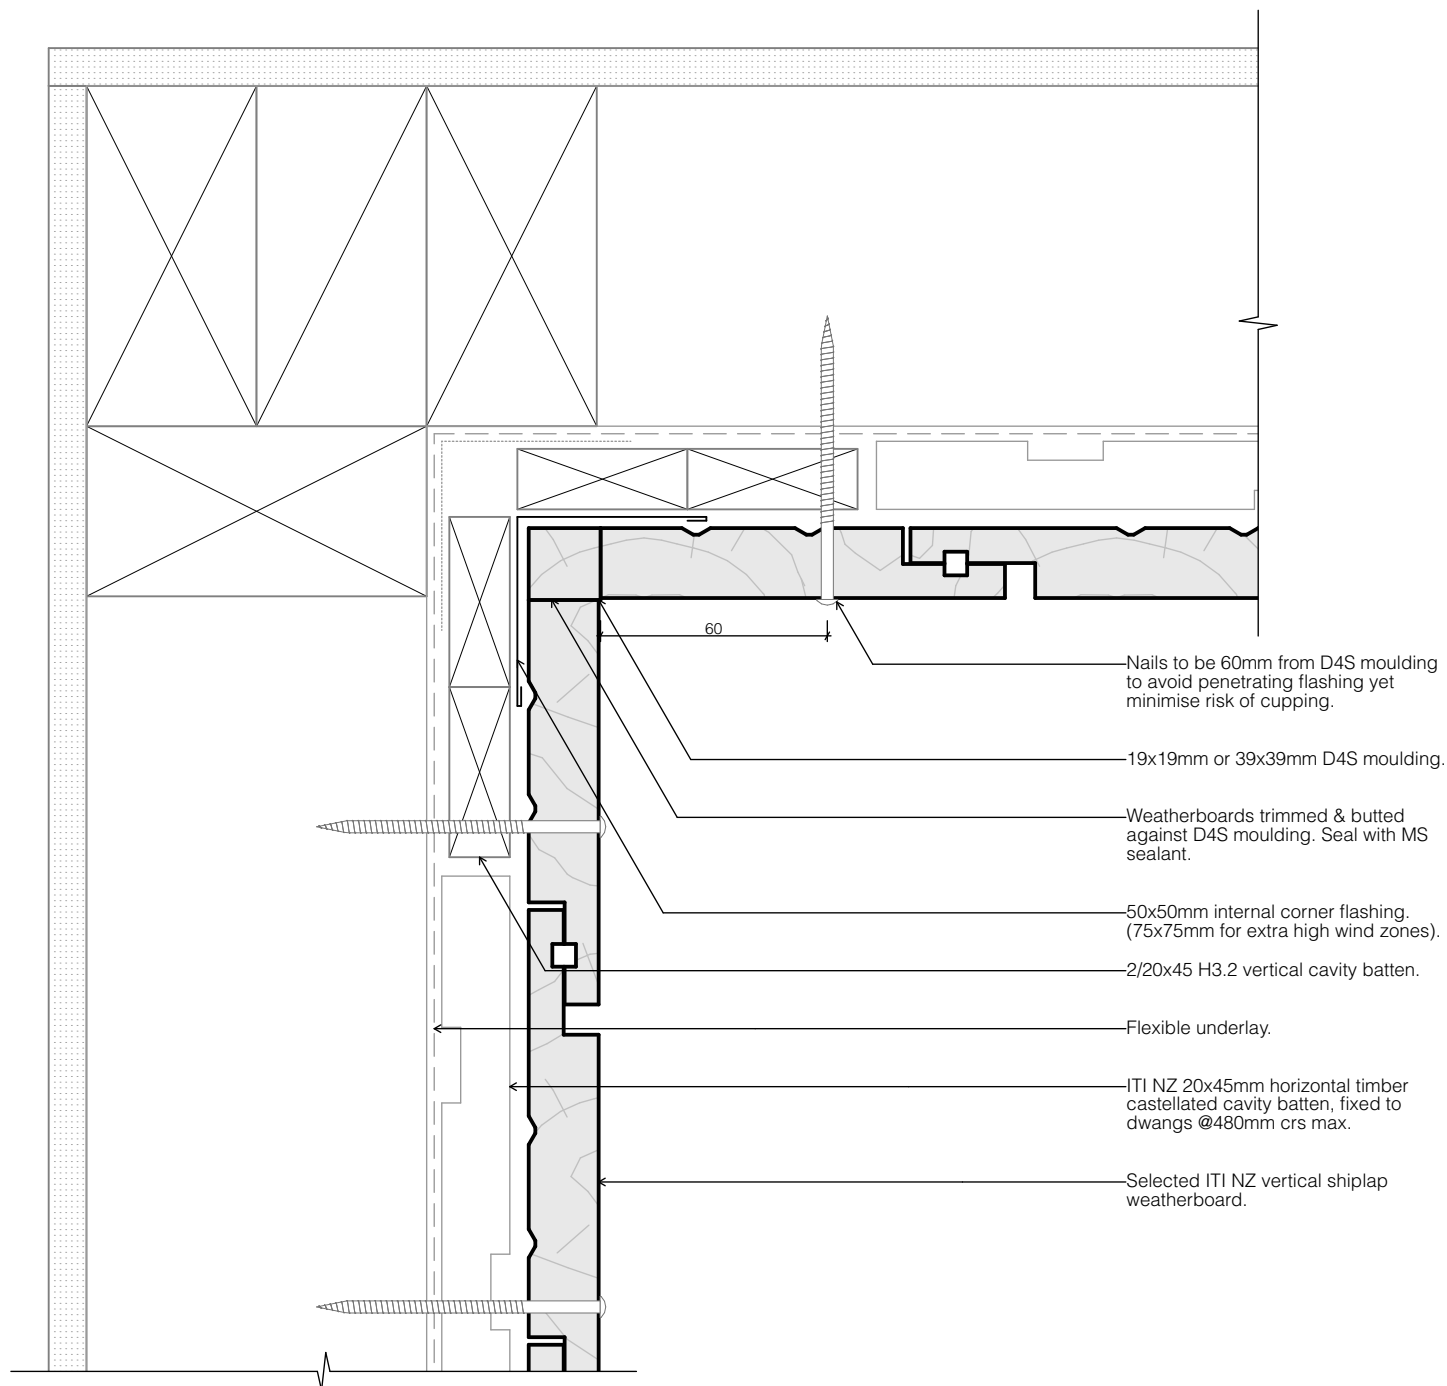 60
Nails to be 60mm from D4S moulding
to avoid penetrating flashing yet
minimise risk of cupping.
19x19mm or 39x39mm D4S moulding.
Weatherboards trimmed & butted
against D4S moulding. Seal with MS
sealant.
50x50mm internal corner flashing.
(75x75mm for extra high wind zones).
2/20x45 H3.2 vertical cavity batten.
Flexible underlay.
ITI NZ 20x45mm horizontal timber
castellated cavity batten, fixed to
dwangs @480mm crs max.
Selected ITI NZ vertical shiplap
weatherboard.